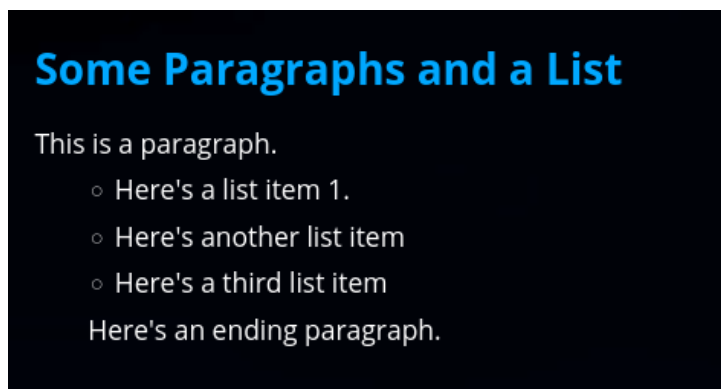 Some Paragraphs and a List
This is a paragraph.
Here's a list item 1.
Here's another list item
Here's a third list item
Here's an ending paragraph.